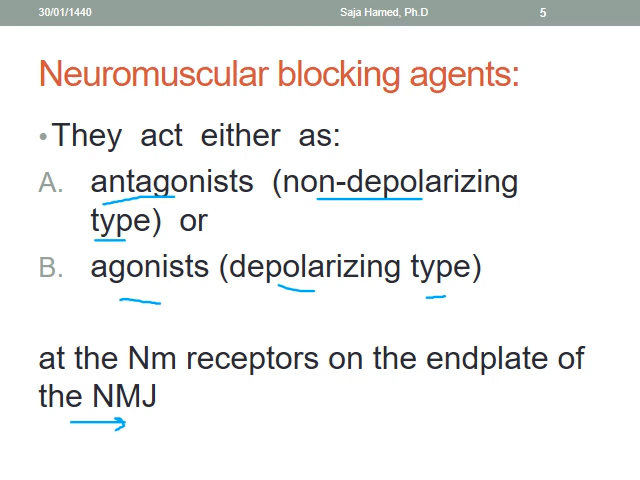 30/01/1440 Saja Hamed, Ph.D 5
Neuromuscular blocking agents:
• They act either as:
A. antagonists (non-depolarizing
type) or
B. agonists (depolarizing type)
at the Nm receptors on the endplate of
the NMJ